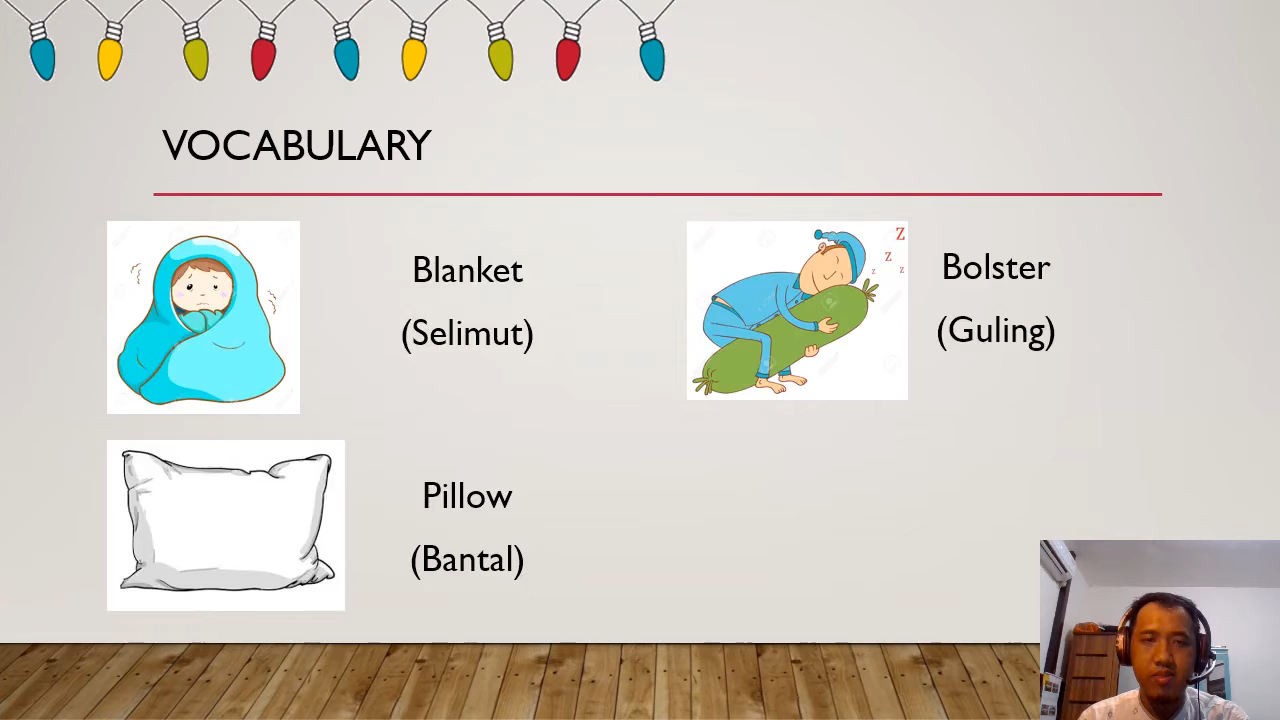 VOCABULARY
Blanket
(Selimut)
Bolster
(Guling)
Z
Z
z
z
Pillow
(Bantal)